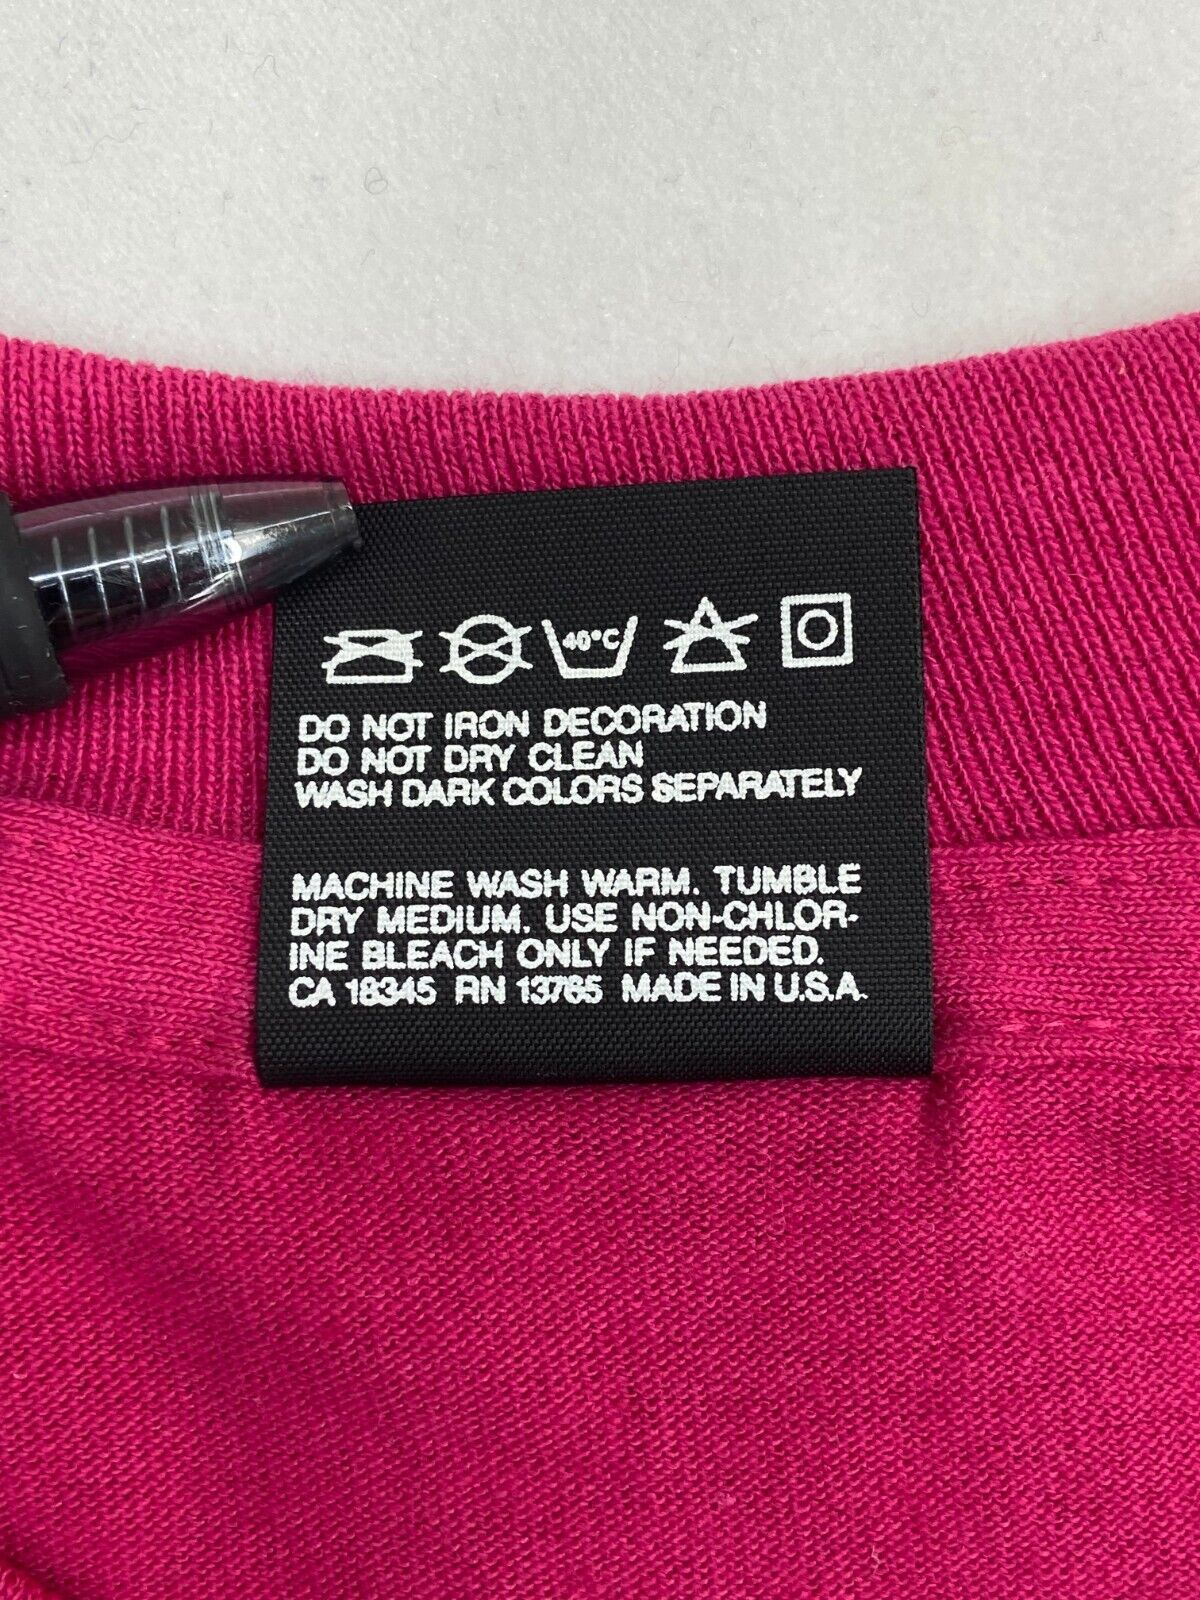 40°C
DO NOT IRON DECORATION
DO NOT DRY CLEAN
WASH DARK COLORS SEPARATELY
MACHINE WASH WARM. TUMBLE
DRY MEDIUM. USE NON-CHLOR-
INE BLEACH ONLY IF NEEDED.
CA 18345 RN 13765 MADE IN U.S.A.